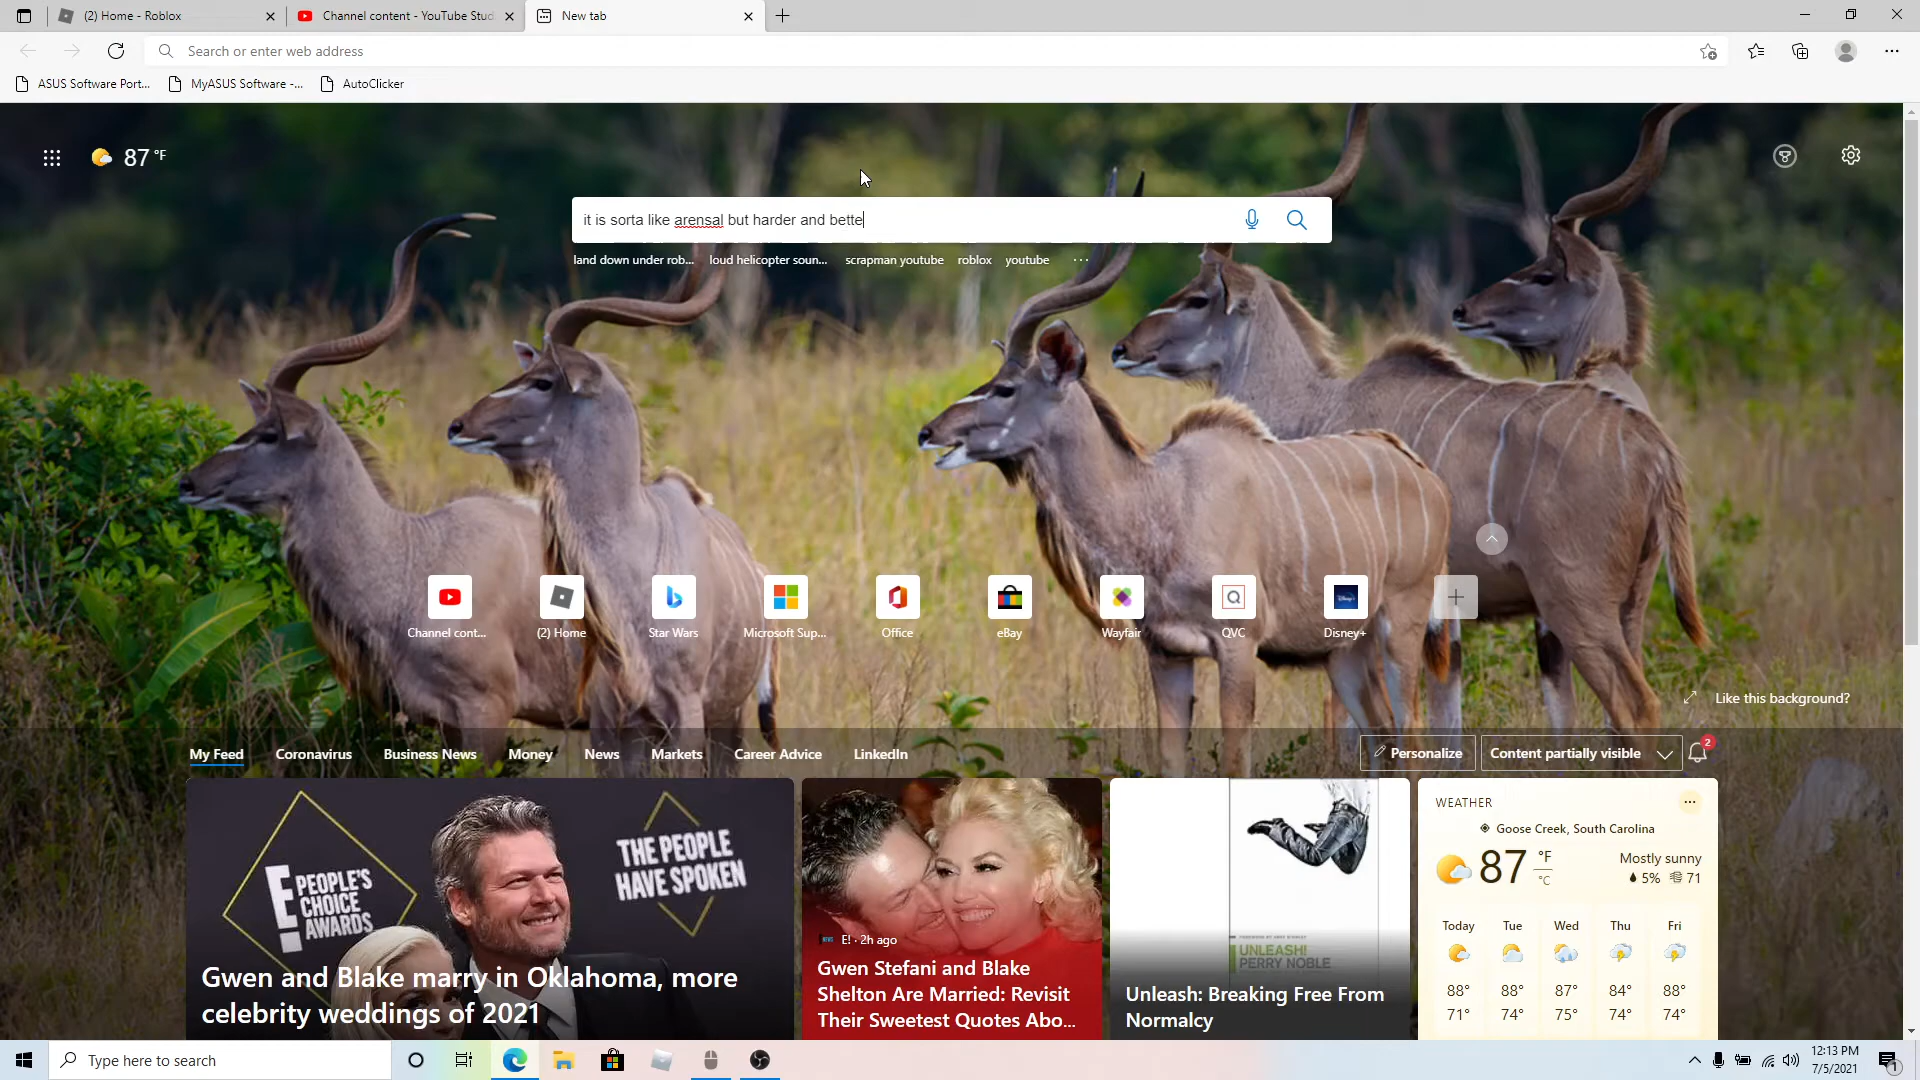 (2) Home - Roblox
Channel content - YouTube Stud
New tab
Search or enter web address
ASUS Software Port...
MyASUS Software -...
AutoClicker
87 °F
it is sorta like arensal but harder and bette
land down under rob...
loud helicopter soun...
scrapman youtube
roblox
youtube
...
Channel cont...
(2) Home
Star Wars
Microsoft Sup...
Office
eBay
Wayfair
QVC
Disney+
Like this background?
My Feed
Coronavirus
Business News
Money
News
Markets
Career Advice
LinkedIn
Personalize
Content partially visible
2
E! PEOPLE'S
CHOICE
AWARDS
THE PEOPLE
HAVE SPOKEN
Gwen and Blake marry in Oklahoma, more
celebrity weddings of 2021
E! · 2h ago
Gwen Stefani and Blake
Shelton Are Married: Revisit
Their Sweetest Quotes Abo...
UNLEASH!
PERRY NOBLE
Unleash: Breaking Free From
Normalcy
WEATHER
Goose Creek, South Carolina
87 °F
°C
Mostly sunny
5% 71
Today Tue Wed Thu Fri
88° 88° 87° 84° 88°
71° 74° 75° 74° 74°
Type here to search
12:13 PM
7/5/2021
1